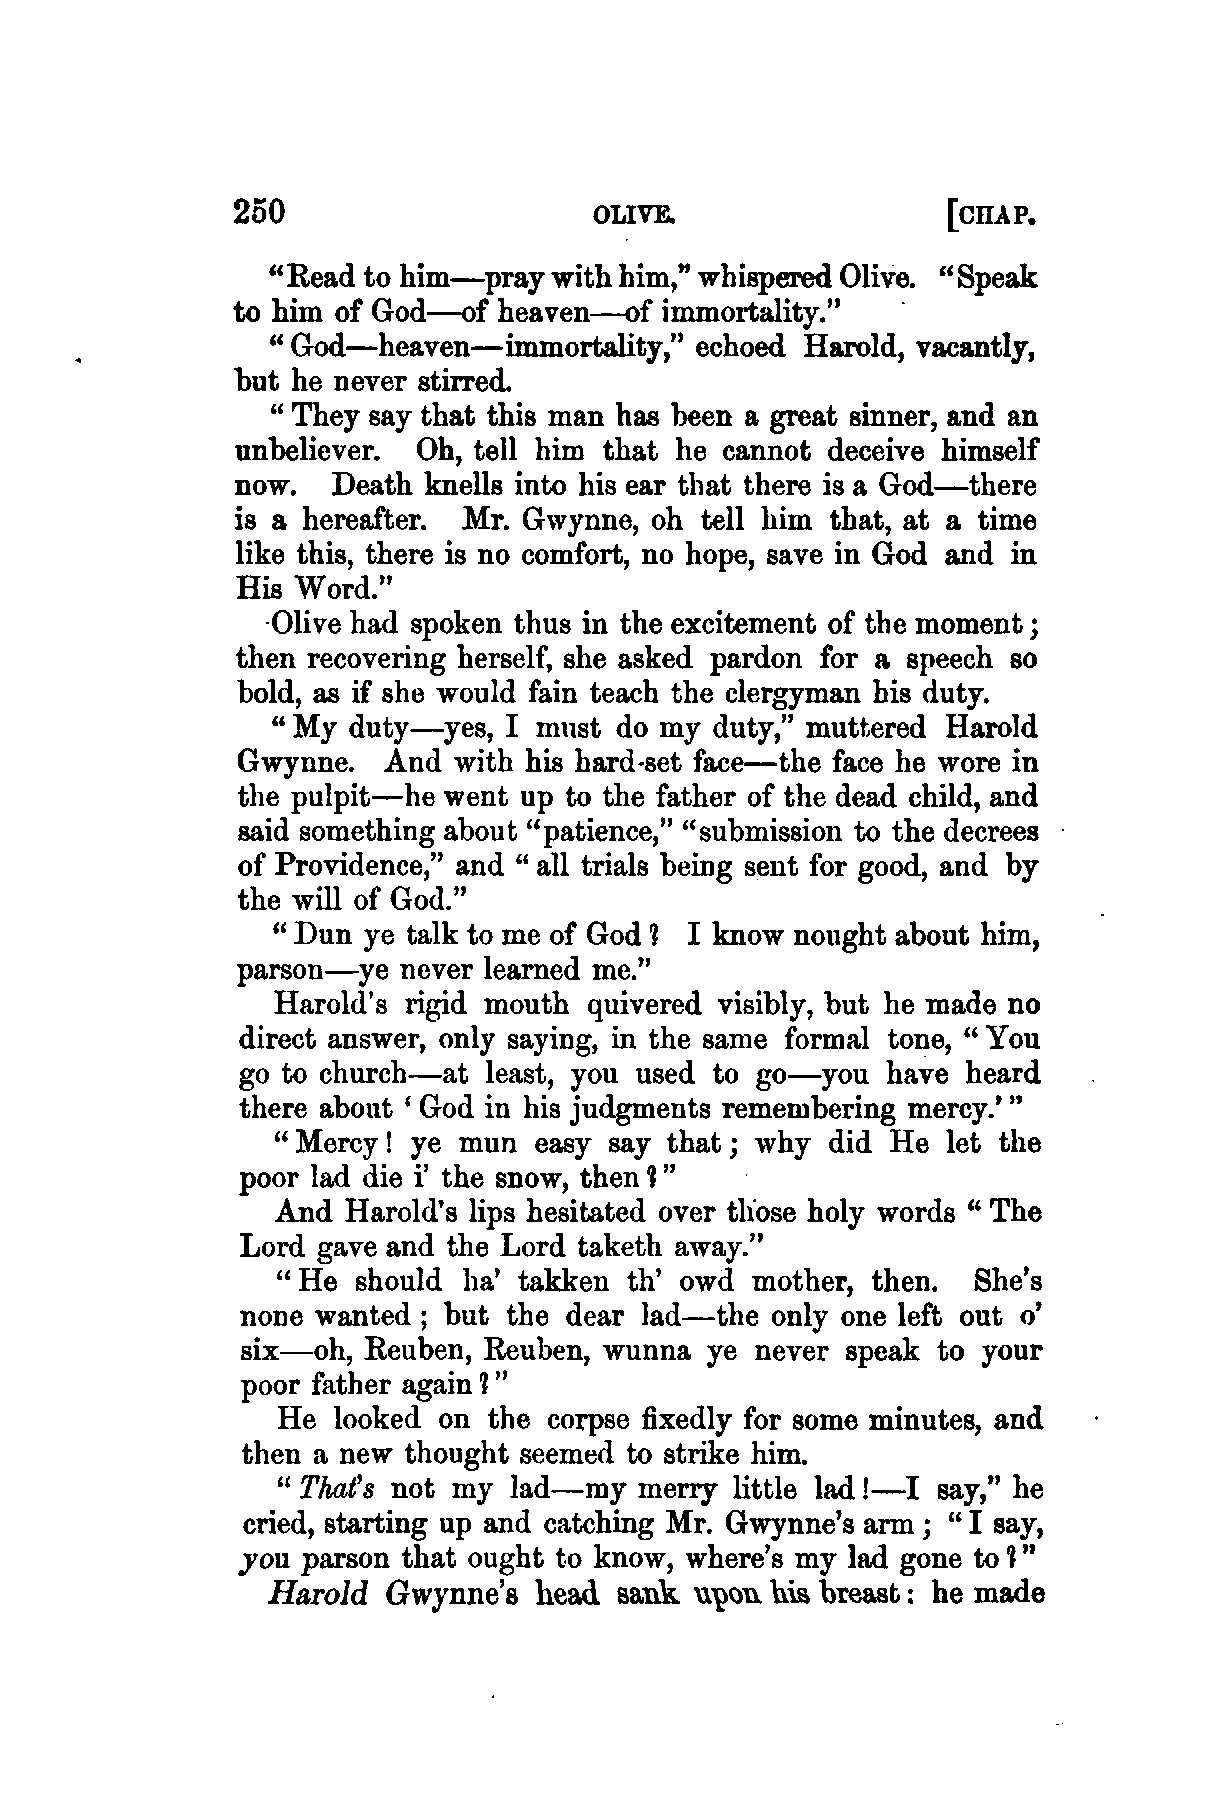 250 OLIVE. [CHAP.
“Read to him—pray with him,” whispered Olive. “Speak
to him of God—of heaven—of immortality.”
“God—heaven—immortality,” echoed Harold, vacantly,
but he never stirred.
“They say that this man has been a great sinner, and an
unbeliever. Oh, tell him that he cannot deceive himself
now. Death knells into his ear that there is a God—there
is a hereafter. Mr. Gwynne, oh tell him that, at a time
like this, there is no comfort, no hope, save in God and in
His Word.”
Olive had spoken thus in the excitement of the moment;
then recovering herself, she asked pardon for a speech so
bold, as if she would fain teach the clergyman his duty.
“My duty—yes, I must do my duty,” muttered Harold
Gwynne. And with his hard-set face—the face he wore in
the pulpit—he went up to the father of the dead child, and
said something about “patience,” “submission to the decrees
of Providence,” and “all trials being sent for good, and by
the will of God.”
“Dun ye talk to me of God? I know nought about him,
parson—ye never learned me.”
Harold's rigid mouth quivered visibly, but he made no
direct answer, only saying, in the same formal tone, “You
go to church—at least, you used to go—you have heard
there about ‘God in his judgments remembering mercy.’”
“Mercy! ye mun easy say that; why did He let the
poor lad die i’ the snow, then?”
And Harold's lips hesitated over those holy words “The
Lord gave and the Lord taketh away.”
“He should ha’ takken th’ owd mother, then. She's
none wanted; but the dear lad—the only one left out o’
six—oh, Reuben, Reuben, wunna ye never speak to your
poor father again?”
He looked on the corpse fixedly for some minutes, and
then a new thought seemed to strike him.
“That's not my lad—my merry little lad!—I say,” he
cried, starting up and catching Mr. Gwynne's arm; “I say,
you parson that ought to know, where's my lad gone to?”
Harold Gwynne's head sank upon his breast: he made